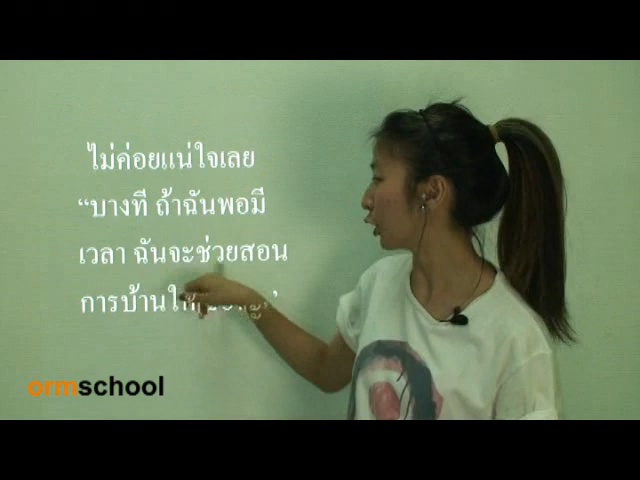 ไม่ค่อยแน่ใจเลย
“บางที ถ้าฉันพอมี
เวลา ฉันจะช่วยสอน
การบ้านให้
ormschool